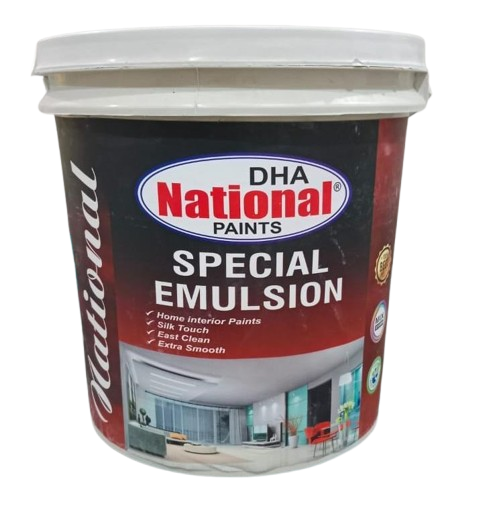 National
DHA
National®
PAINTS
SPECIAL
EMULSION
✓ Home interior Paints
✓ Silk Touch
✓ East Clean
✓ Extra Smooth